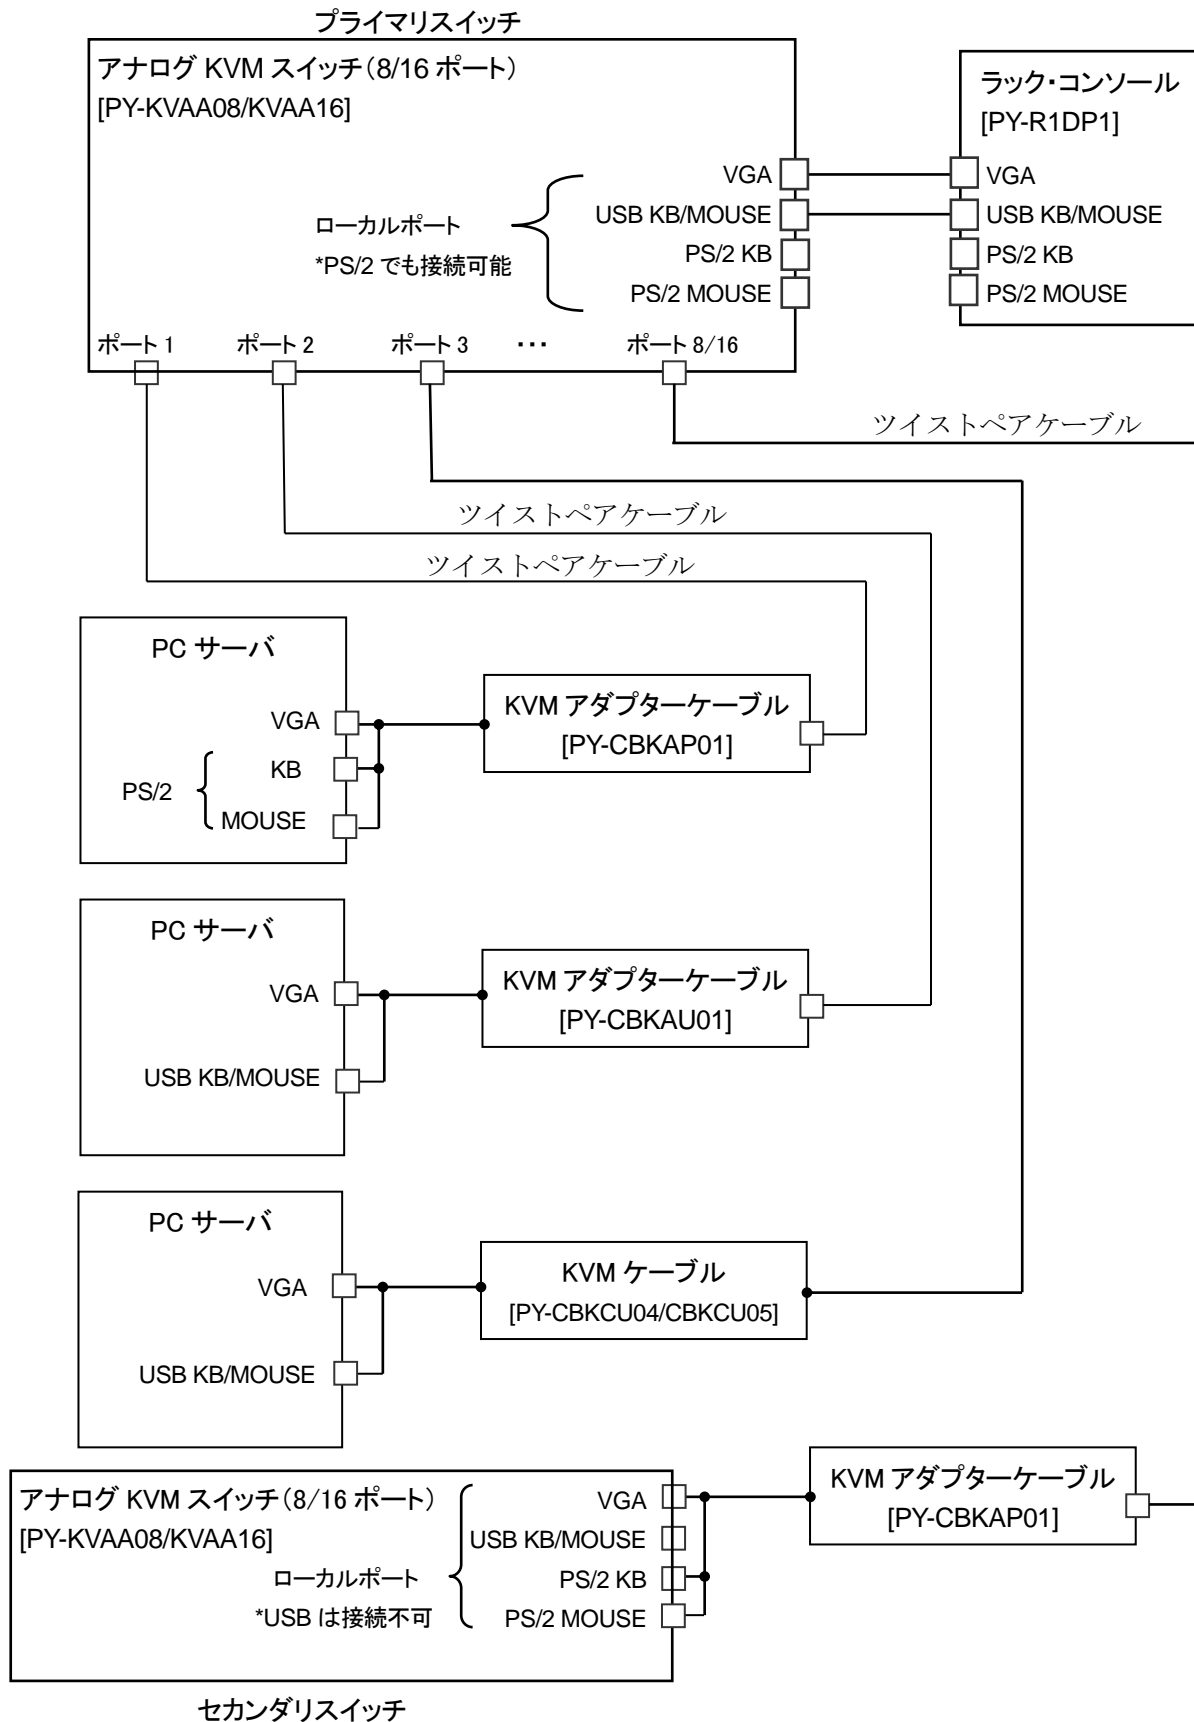 プライマリスイッチ
アナログ KVM スイッチ(8/16 ポート)
[PY-KVAA08/KVAA16]
ラック・コンソール
[PY-R1DP1]
VGA
VGA
ローカルポート
USB KB/MOUSE
USB KB/MOUSE
*PS/2 でも接続可能
PS/2 KB
PS/2 KB
PS/2 MOUSE
PS/2 MOUSE
ポート 1
ポート 2
ポート 3
・・・
ポート 8/16
ツイストペアケーブル
ツイストペアケーブル
ツイストペアケーブル
PC サーバ
VGA
PS/2
KB
MOUSE
KVM アダプターケーブル
[PY-CBKAP01]
PC サーバ
VGA
USB KB/MOUSE
KVM アダプターケーブル
[PY-CBKAU01]
PC サーバ
VGA
USB KB/MOUSE
KVM ケーブル
[PY-CBKCU04/CBKCU05]
アナログ KVM スイッチ(8/16 ポート)
[PY-KVAA08/KVAA16]
ローカルポート
*USB は接続不可
VGA
USB KB/MOUSE
PS/2 KB
PS/2 MOUSE
KVM アダプターケーブル
[PY-CBKAP01]
セカンダリスイッチ